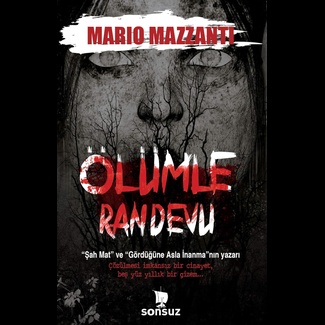 MARIO MAZZANTI
ÖLÜMLE
RANDEVU
"Şah Mat" ve "Gördüğüne Asla İnanma"nın yazarı
Çözülmesi imkânsız bir cinayet,
beş yüz yıllık bir gizem...
sonsuz